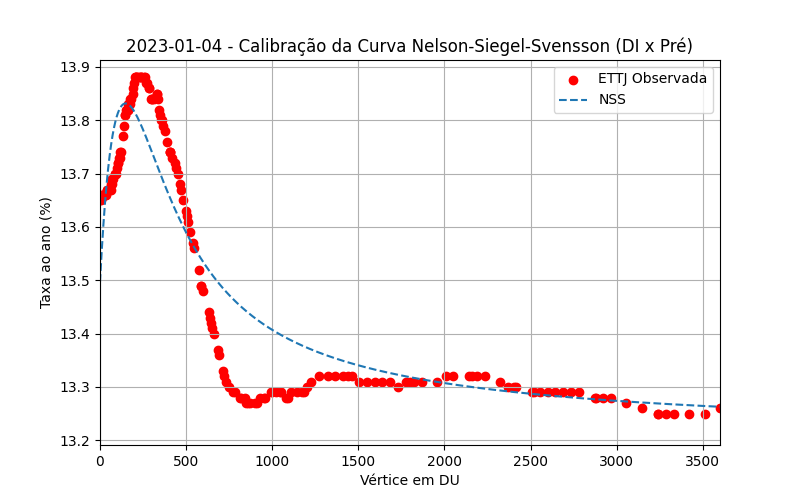 2023-01-04 - Calibração da Curva Nelson-Siegel-Svensson (DI x Pré)
ETTJ Observada
NSS
Taxa ao ano (%)
13.9
13.8
13.7
13.6
13.5
13.4
13.3
13.2
0 500 1000 1500 2000 2500 3000 3500
Vértice em DU